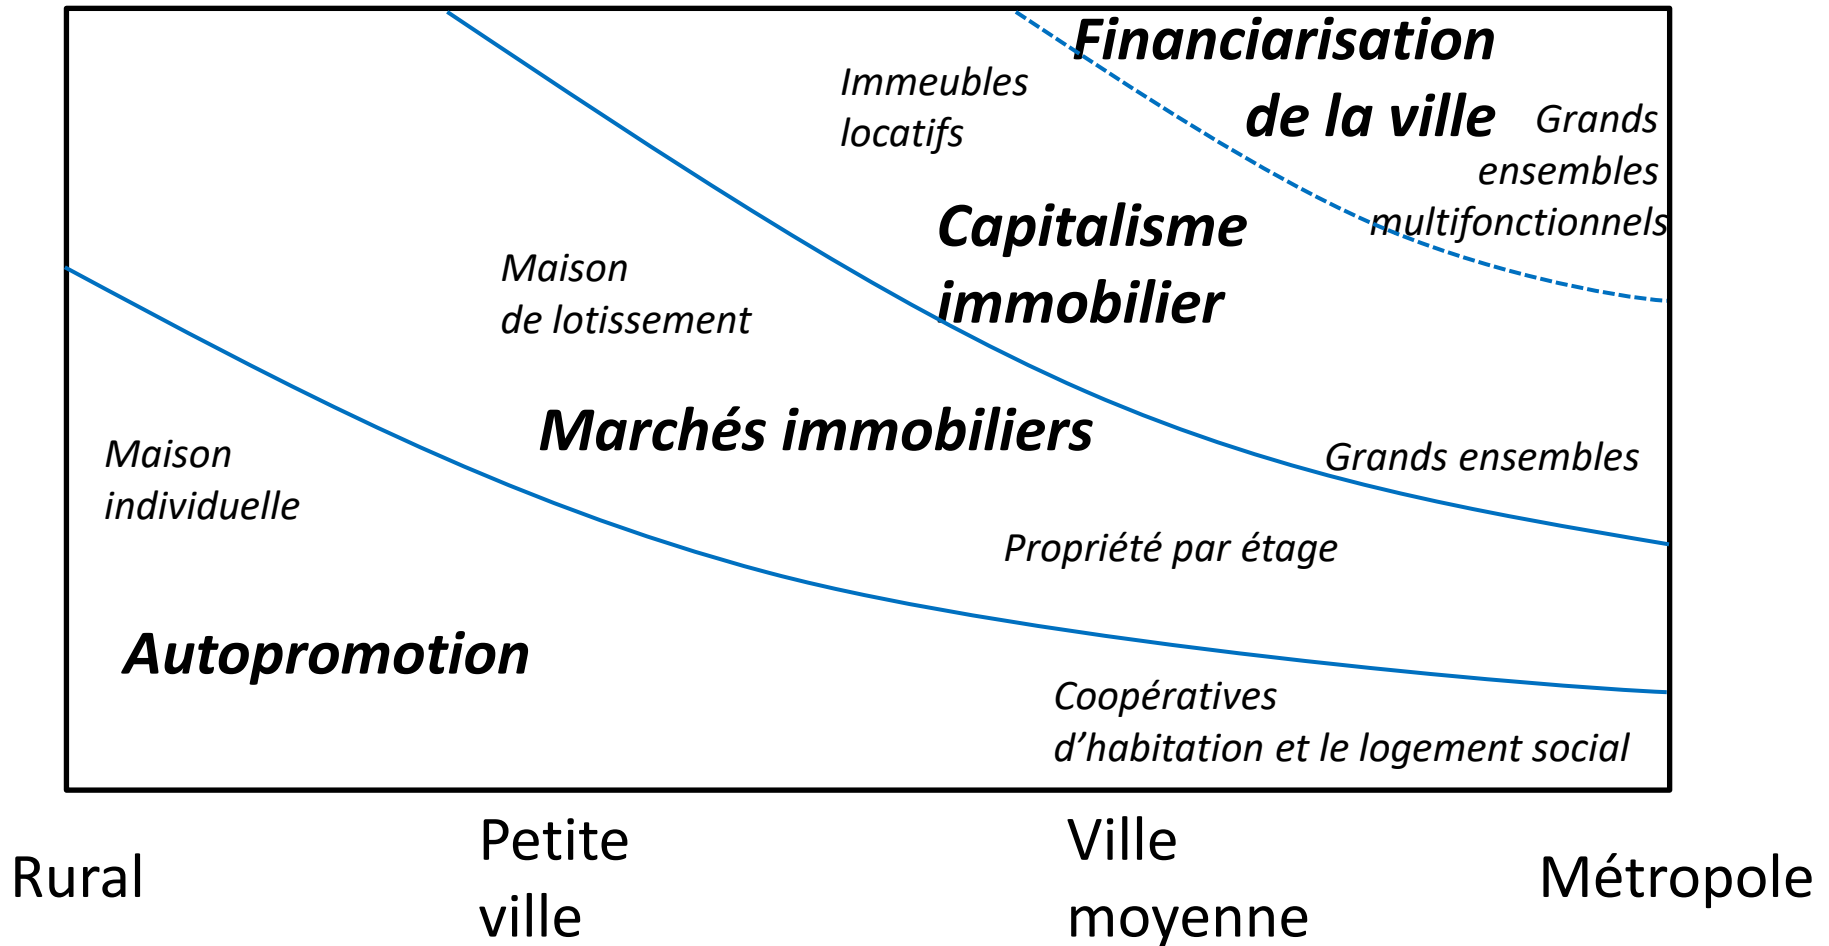 Financiarisation
de la ville
Immeubles
locatifs
Grands
ensembles
multifonctionnels
Capitalisme
immobilier
Maison
de lotissement
Marchés immobiliers
Maison
individuelle
Grands ensembles
Propriété par étage
Autopromotion
Coopératives
d’habitation et le logement social
Rural
Petite
ville
Ville
moyenne
Métropole